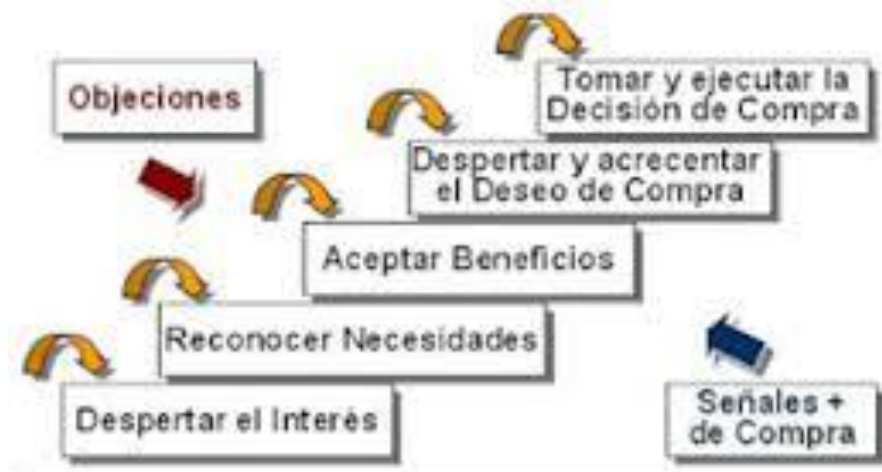 Tomar y ejecutar la
Decisión de Compra
Objeciones
Despertar y acrecentar
el Deseo de Compra
Aceptar Beneficios
Reconocer Necesidades
Despertar el Interés
Señales +
de Compra